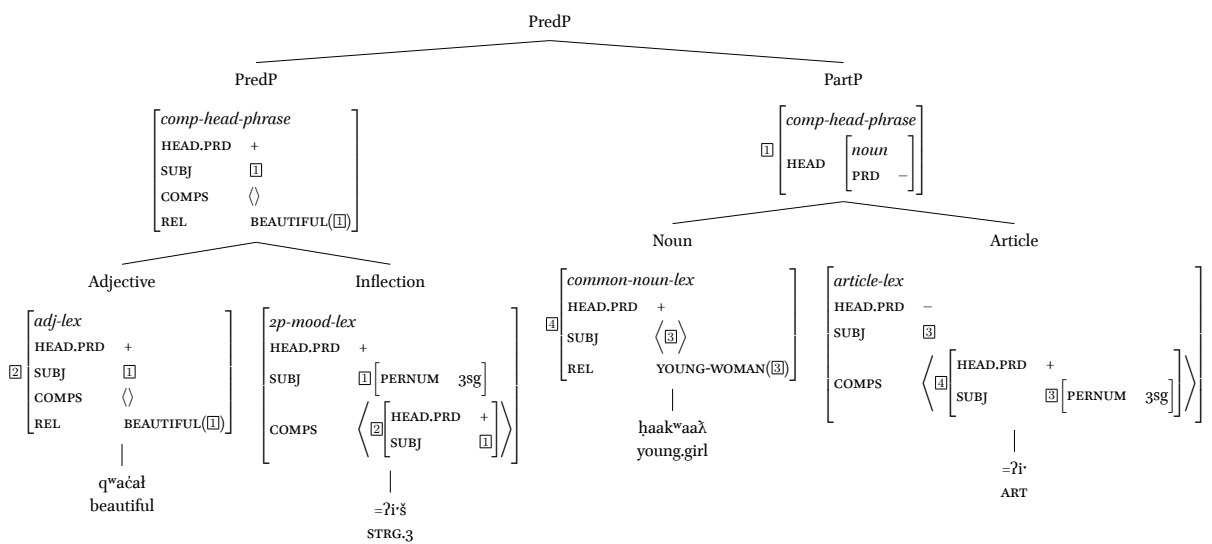 PredP
PredP
comp-head-phrase
HEAD.PRD +
SUBJ 1
COMPS ⟨⟩
REL BEAUTIFUL(1)
PartP
1
comp-head-phrase
HEAD
noun
PRD −
Adjective
2
adj-lex
HEAD.PRD +
SUBJ 1
COMPS ⟨⟩
REL BEAUTIFUL(1)
qʷac̓ał
beautiful
Inflection
2p-mood-lex
HEAD.PRD +
SUBJ 1 [PERNUM 3sg]
COMPS ⟨ 2 [HEAD.PRD +
SUBJ 1] ⟩
=ʔi·š
STRG.3
Noun
4
common-noun-lex
HEAD.PRD +
SUBJ ⟨3⟩
REL YOUNG-WOMAN(3)
ḥaakʷaaƛ
young.girl
Article
article-lex
HEAD.PRD −
SUBJ 3
COMPS ⟨ 4 [HEAD.PRD +
SUBJ 3 [PERNUM 3sg]] ⟩
=ʔi·
ART